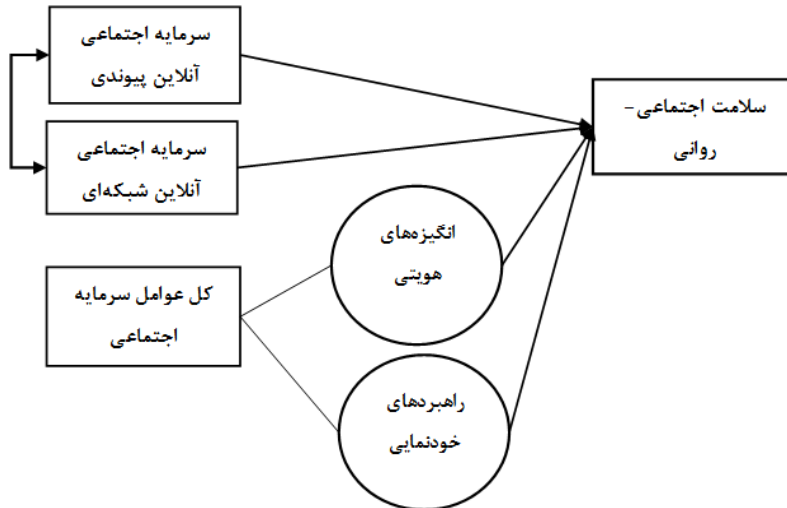 سرمایه اجتماعی
آنلاین پیوندی
سلامت اجتماعی-
روانی
سرمایه اجتماعی
آنلاین شبکه‌ای
انگیزه‌های
هویتی
کل عوامل سرمایه
اجتماعی
راهبردهای
خودنمایی